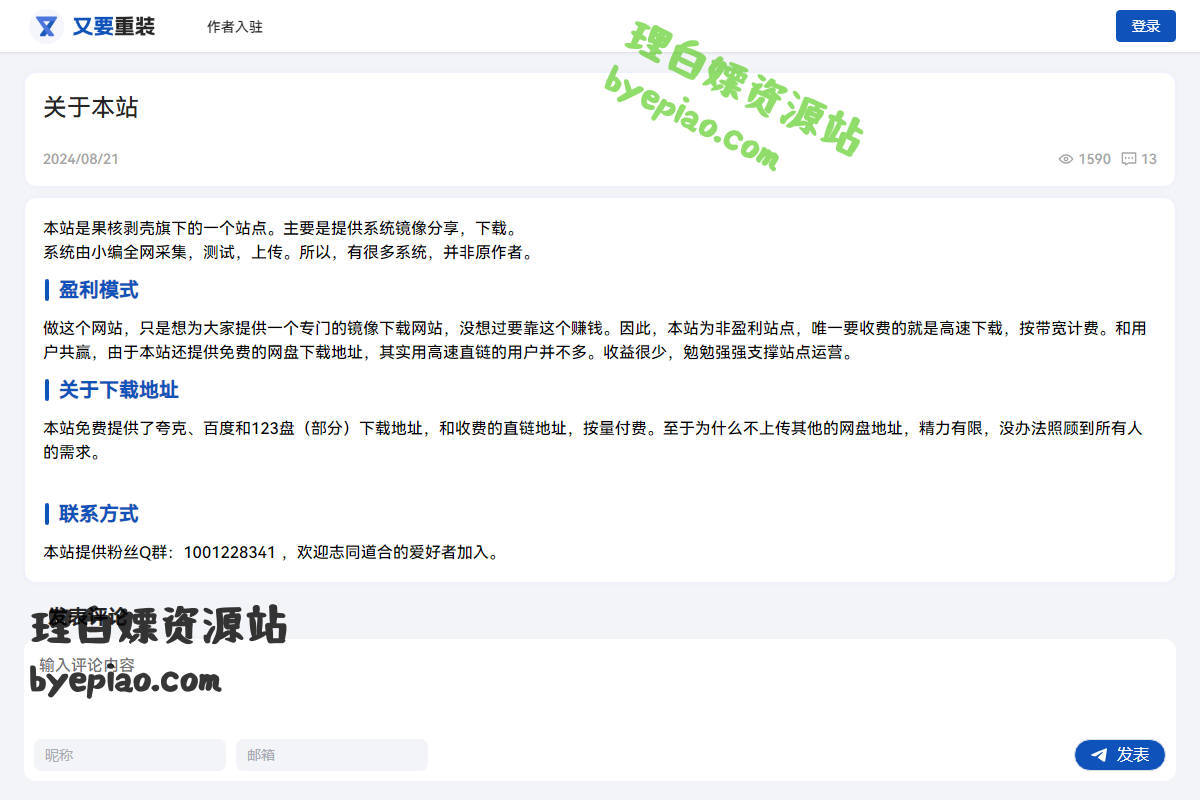 又要重装
作者入驻
登录
理白嫖资源站
byepiao.com
关于本站
2024/08/21
1590
13
本站是果核剥壳旗下的一个站点。主要是提供系统镜像分享，下载。
系统由小编全网采集，测试，上传。所以，有很多系统，并非原作者。
盈利模式
做这个网站，只是想为大家提供一个专门的镜像下载网站，没想过要靠这个赚钱。因此，本站为非盈利站点，唯一要收费的就是高速下载，按带宽计费。和用
户共赢，由于本站还提供免费的网盘下载地址，其实用高速直链的用户并不多。收益很少，勉勉强强支撑站点运营。
关于下载地址
本站免费提供了夸克、百度和123盘（部分）下载地址，和收费的直链地址，按量付费。至于为什么不上传其他的网盘地址，精力有限，没办法照顾到所有人
的需求。
联系方式
本站提供粉丝Q群：1001228341 ，欢迎志同道合的爱好者加入。
发表评论
理白嫖资源站
输入评论内容
byepiao.com
昵称
邮箱
发表